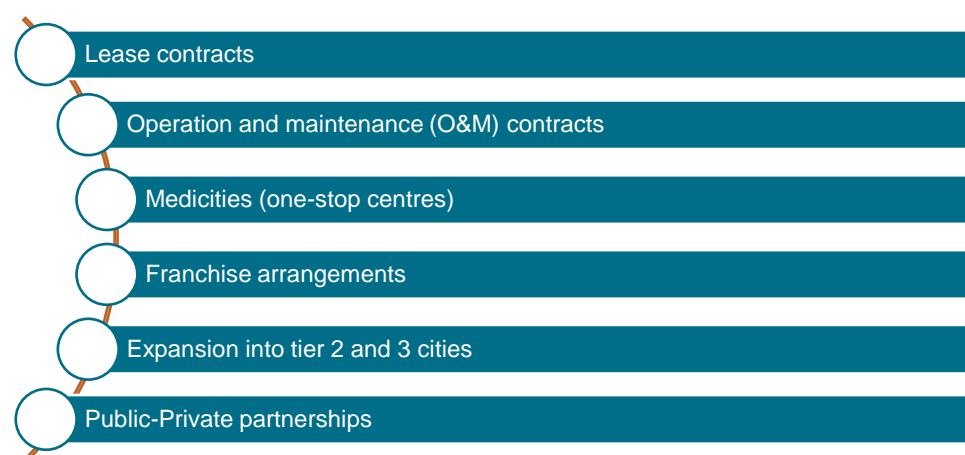 Lease contracts
Operation and maintenance (O&M) contracts
Medicities (one-stop centres)
Franchise arrangements
Expansion into tier 2 and 3 cities
Public-Private partnerships